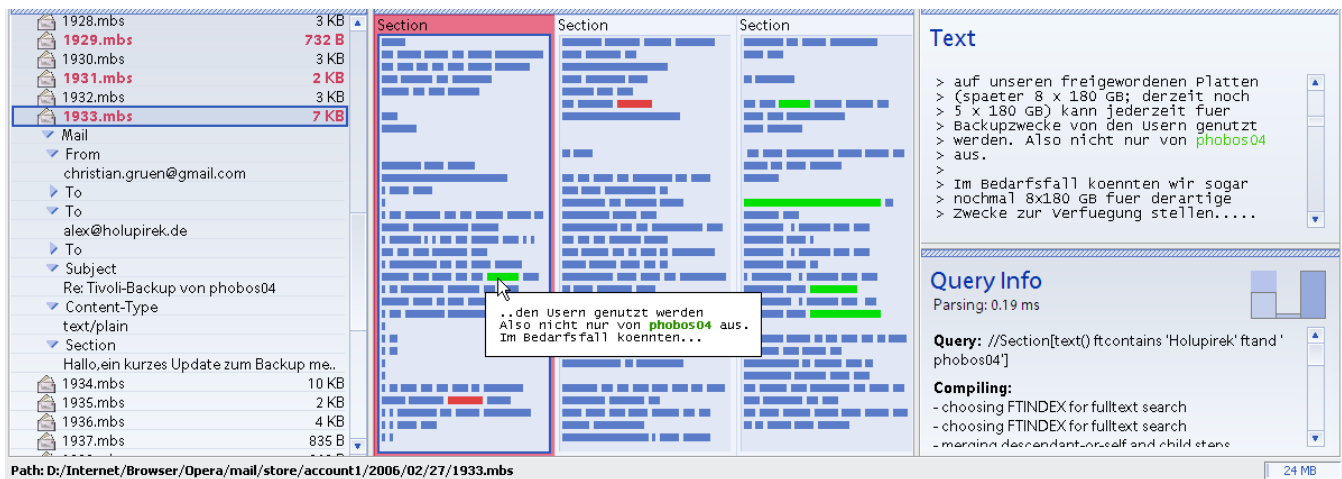 1928.mbs 3 KB
1929.mbs 732 B
1930.mbs 3 KB
1931.mbs 2 KB
1932.mbs 3 KB
1933.mbs 7 KB
Mail
From
christian.gruen@gmail.com
To
To
alex@holupirek.de
To
Subject
Re: Tivoli-Backup von phobos04
Content-Type
text/plain
Section
Hallo,ein kurzes Update zum Backup me..
1934.mbs 10 KB
1935.mbs 2 KB
1936.mbs 4 KB
1937.mbs 835 B
Section
Section
Section
..den Usern genutzt werden
Also nicht nur von phobos04 aus.
Im Bedarfsfall koennten...
Text
> auf unseren freigewordenen Platten
> (spaeter 8 x 180 GB; derzeit noch
> 5 x 180 GB) kann jederzeit fuer
> Backupzwecke von den Usern genutzt
> werden. Also nicht nur von phobos04
> aus.
>
> Im Bedarfsfall koennten wir sogar
> nochmal 8x180 GB fuer derartige
> Zwecke zur Verfuegung stellen.....
Query Info
Parsing: 0.19 ms
Query: //Section[text() ftcontains 'Holupirek' ftand '
phobos04']
Compiling:
- choosing FTINDEX for fulltext search
- choosing FTINDEX for fulltext search
- merging descendant-or-self and child steps
Path: D:/Internet/Browser/Opera/mail/store/account1/2006/02/27/1933.mbs
24 MB